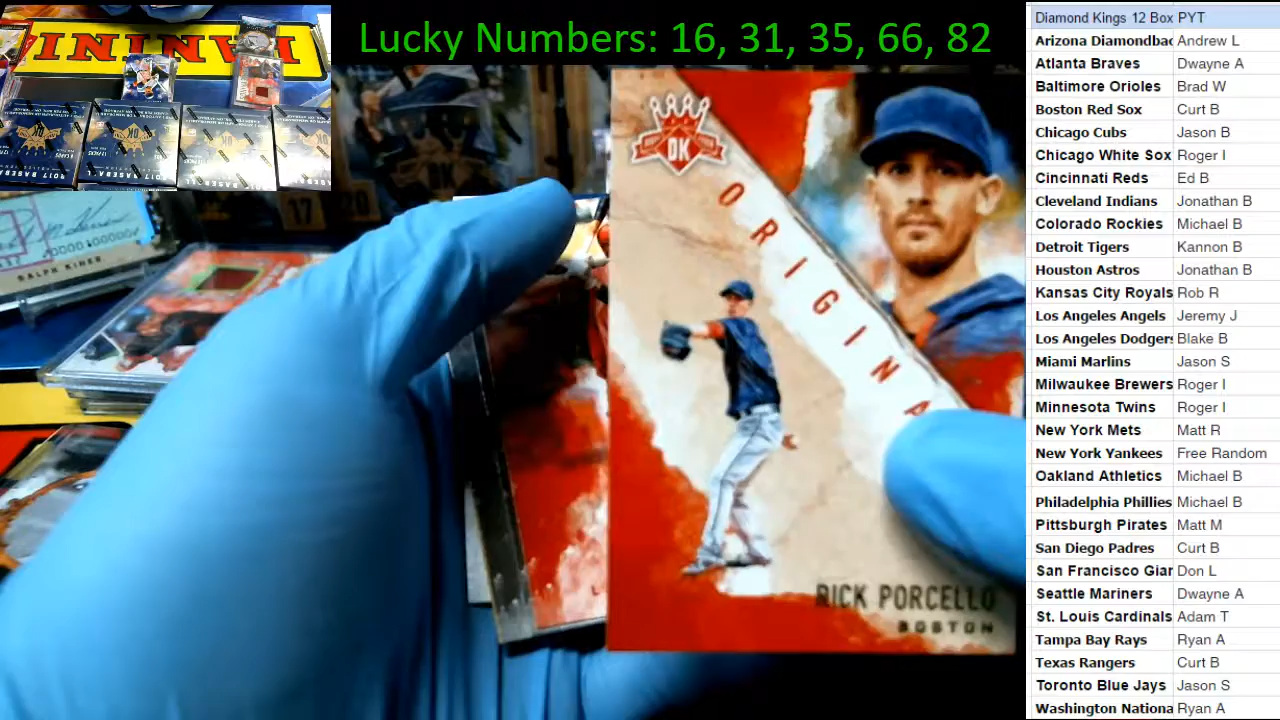 Lucky Numbers: 16, 31, 35, 66, 82
PANINI
DK
ORIGINA
RICK PORCELLO
BOSTON
RALPH KINER
17
Diamond Kings 12 Box PYT
Arizona Diamondbac Andrew L
Atlanta Braves Dwayne A
Baltimore Orioles Brad W
Boston Red Sox Curt B
Chicago Cubs Jason B
Chicago White Sox Roger I
Cincinnati Reds Ed B
Cleveland Indians Jonathan B
Colorado Rockies Michael B
Detroit Tigers Kannon B
Houston Astros Jonathan B
Kansas City Royals Rob R
Los Angeles Angels Jeremy J
Los Angeles Dodgers Blake B
Miami Marlins Jason S
Milwaukee Brewers Roger I
Minnesota Twins Roger I
New York Mets Matt R
New York Yankees Free Random
Oakland Athletics Michael B
Philadelphia Phillies Michael B
Pittsburgh Pirates Matt M
San Diego Padres Curt B
San Francisco Gian Don L
Seattle Mariners Dwayne A
St. Louis Cardinals Adam T
Tampa Bay Rays Ryan A
Texas Rangers Curt B
Toronto Blue Jays Jason S
Washington Nationa Ryan A